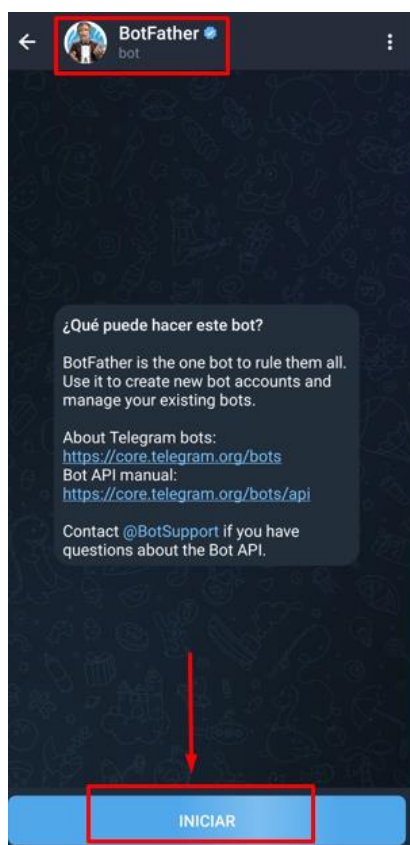 BotFather
bot
¿Qué puede hacer este bot?
BotFather is the one bot to rule them all.
Use it to create new bot accounts and
manage your existing bots.
About Telegram bots:
https://core.telegram.org/bots
Bot API manual:
https://core.telegram.org/bots/api
Contact @BotSupport if you have
questions about the Bot API.
INICIAR